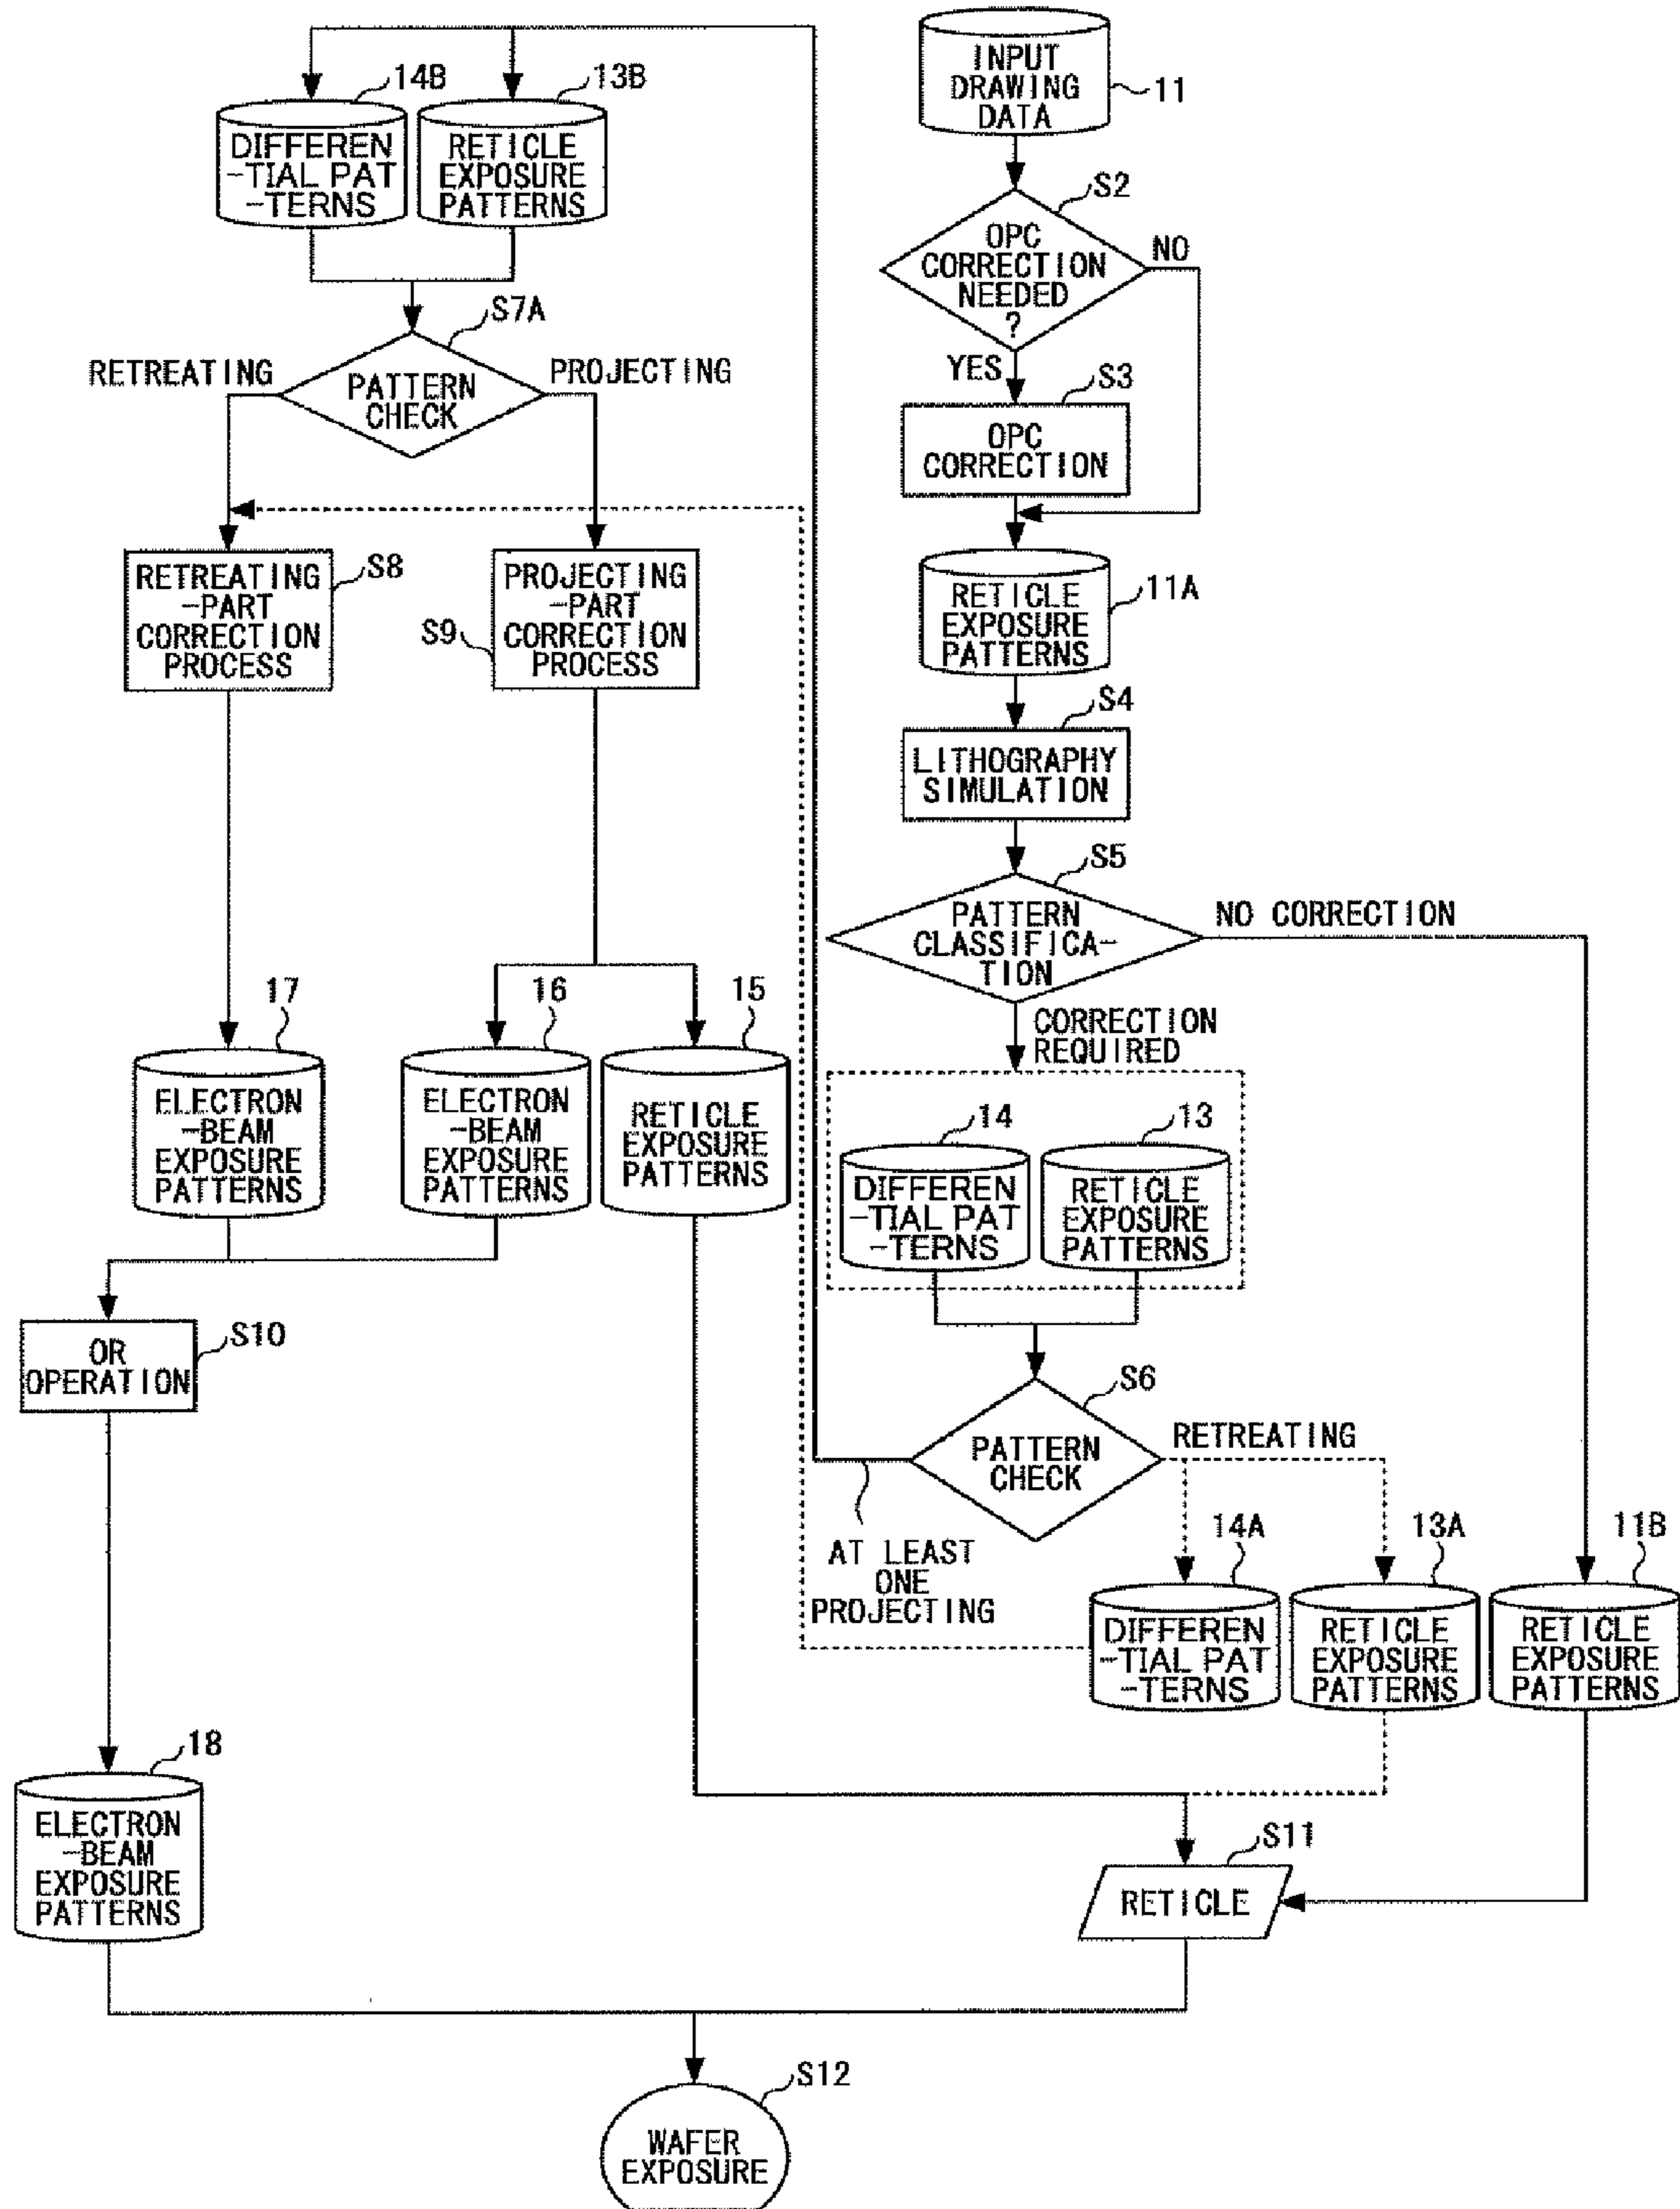 INPUT
DRAWING
DATA
11
14B
13B
DIFFEREN
-TIAL PAT
-TERNS
RETICLE
EXPOSURE
PATTERNS
S2
OPC
CORRECTION
NEEDED
?
NO
YES
S7A
RETREATING
PATTERN
CHECK
PROJECTING
S3
OPC
CORRECTION
RETREATING
-PART
CORRECTION
PROCESS
S8
S9
PROJECTING
-PART
CORRECTION
PROCESS
RETICLE
EXPOSURE
PATTERNS
11A
S4
LITHOGRAPHY
SIMULATION
S5
PATTERN
CLASSIFICA-
TION
NO CORRECTION
CORRECTION
REQUIRED
17
ELECTRON
-BEAM
EXPOSURE
PATTERNS
16
ELECTRON
-BEAM
EXPOSURE
PATTERNS
15
RETICLE
EXPOSURE
PATTERNS
14
DIFFEREN
-TIAL PAT
-TERNS
13
RETICLE
EXPOSURE
PATTERNS
OR
OPERATION
S10
S6
PATTERN
CHECK
RETREATING
AT LEAST
ONE
PROJECTING
14A
DIFFEREN
-TIAL PAT
-TERNS
13A
RETICLE
EXPOSURE
PATTERNS
11B
RETICLE
EXPOSURE
PATTERNS
18
ELECTRON
-BEAM
EXPOSURE
PATTERNS
S11
RETICLE
S12
WAFER
EXPOSURE